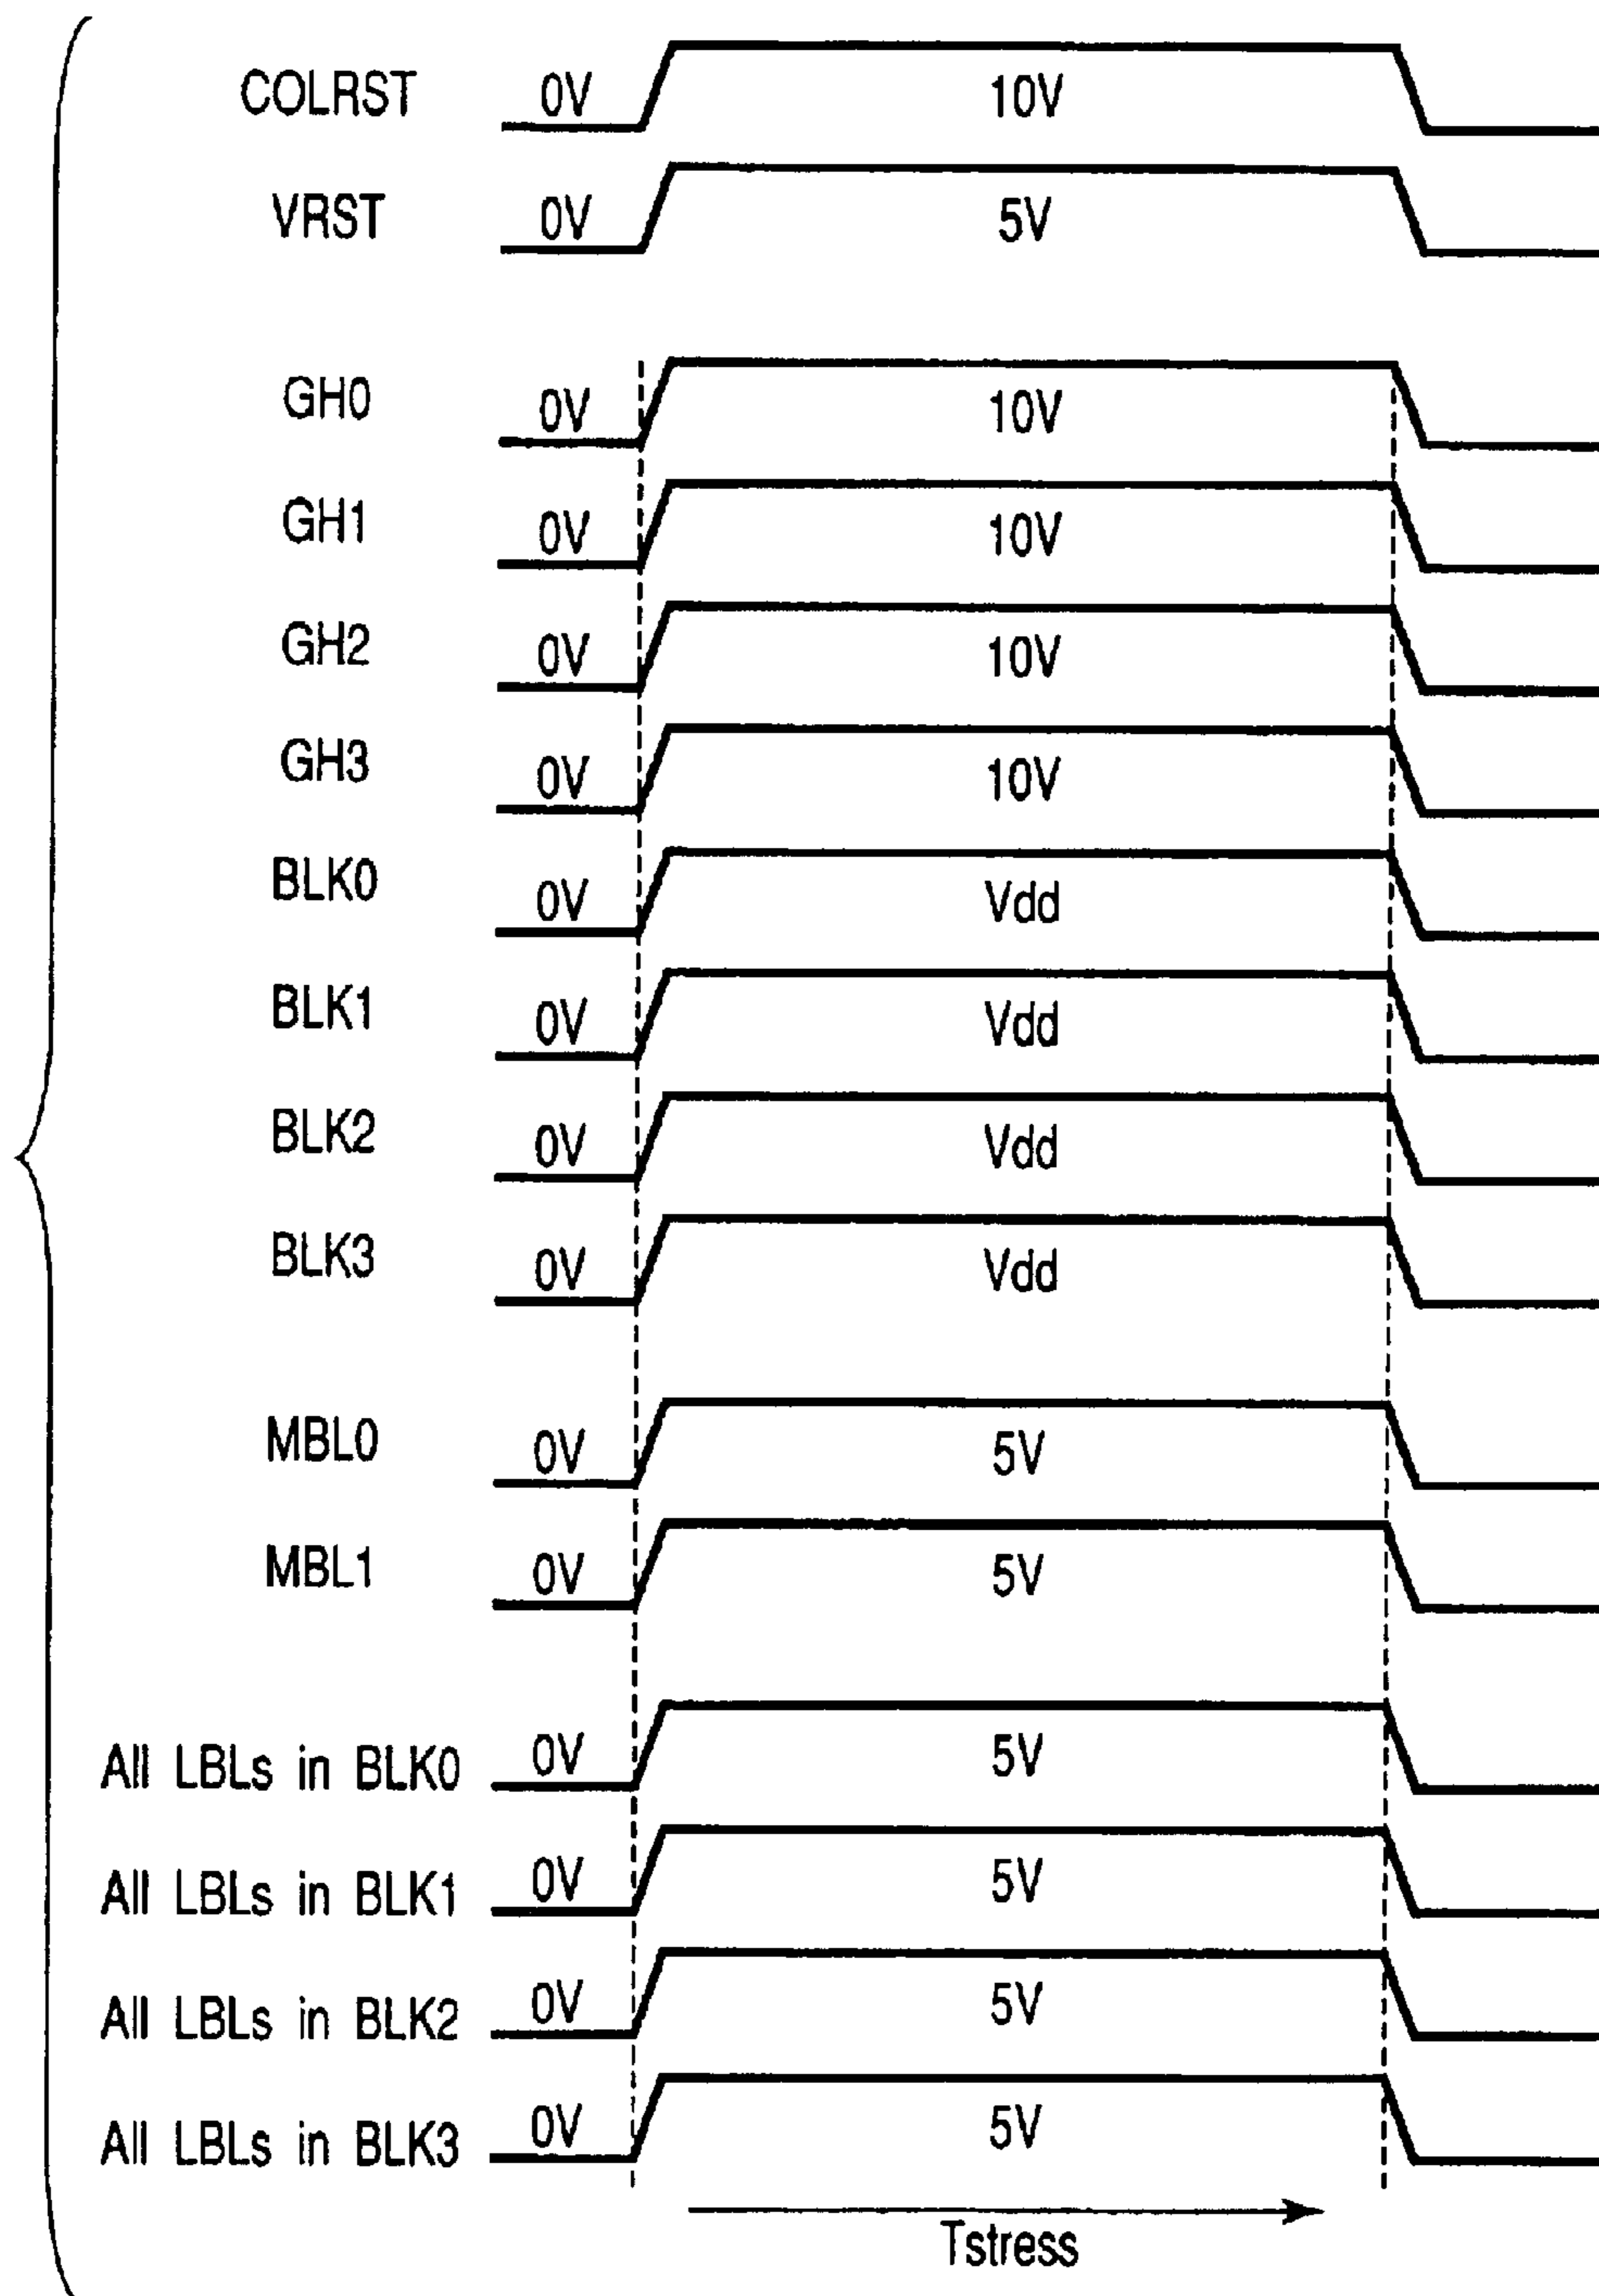 COLRST 0V 10V
VRST 0V 5V
GH0 0V 10V
GH1 0V 10V
GH2 0V 10V
GH3 0V 10V
BLK0 0V Vdd
BLK1 0V Vdd
BLK2 0V Vdd
BLK3 0V Vdd
MBL0 0V 5V
MBL1 0V 5V
All LBLs in BLK0 0V 5V
All LBLs in BLK1 0V 5V
All LBLs in BLK2 0V 5V
All LBLs in BLK3 0V 5V
Tstress